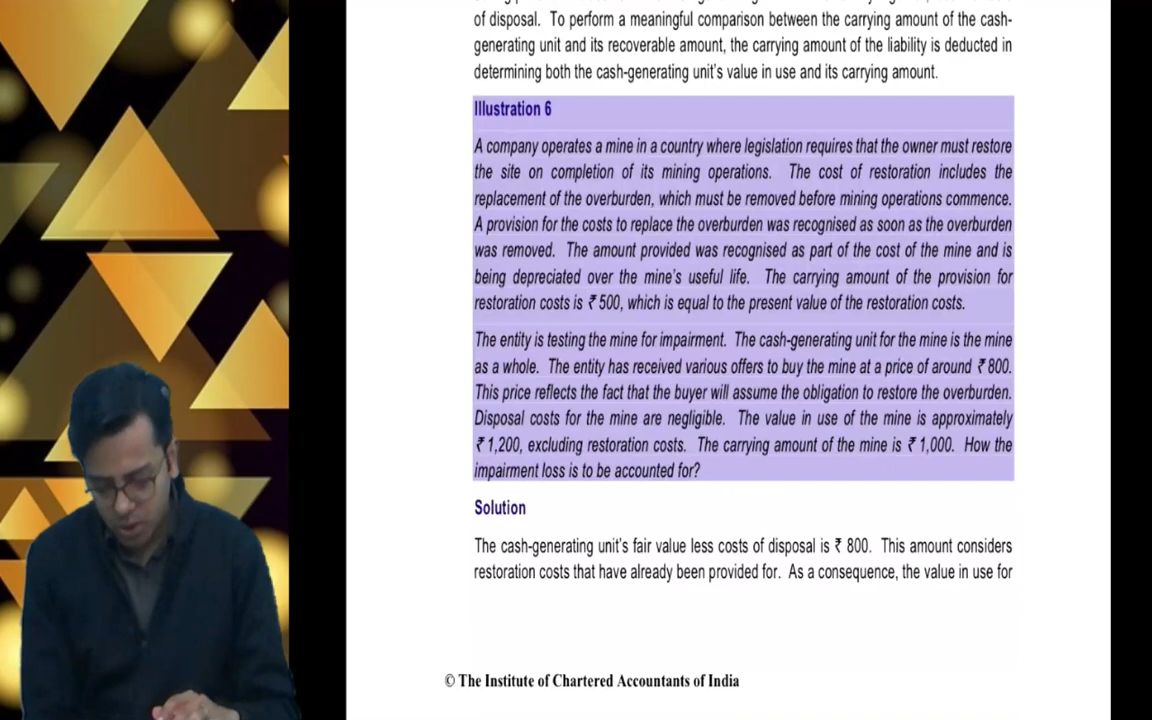 of disposal. To perform a meaningful comparison between the carrying amount of the cash-
generating unit and its recoverable amount, the carrying amount of the liability is deducted in
determining both the cash-generating unit's value in use and its carrying amount.
Illustration 6
A company operates a mine in a country where legislation requires that the owner must restore
the site on completion of its mining operations. The cost of restoration includes the
replacement of the overburden, which must be removed before mining operations commence.
A provision for the costs to replace the overburden was recognised as soon as the overburden
was removed. The amount provided was recognised as part of the cost of the mine and is
being depreciated over the mine's useful life. The carrying amount of the provision for
restoration costs is ₹ 500, which is equal to the present value of the restoration costs.
The entity is testing the mine for impairment. The cash-generating unit for the mine is the mine
as a whole. The entity has received various offers to buy the mine at a price of around ₹ 800.
This price reflects the fact that the buyer will assume the obligation to restore the overburden.
Disposal costs for the mine are negligible. The value in use of the mine is approximately
₹ 1,200, excluding restoration costs. The carrying amount of the mine is ₹ 1,000. How the
impairment loss is to be accounted for?
Solution
The cash-generating unit's fair value less costs of disposal is ₹ 800. This amount considers
restoration costs that have already been provided for. As a consequence, the value in use for
© The Institute of Chartered Accountants of India